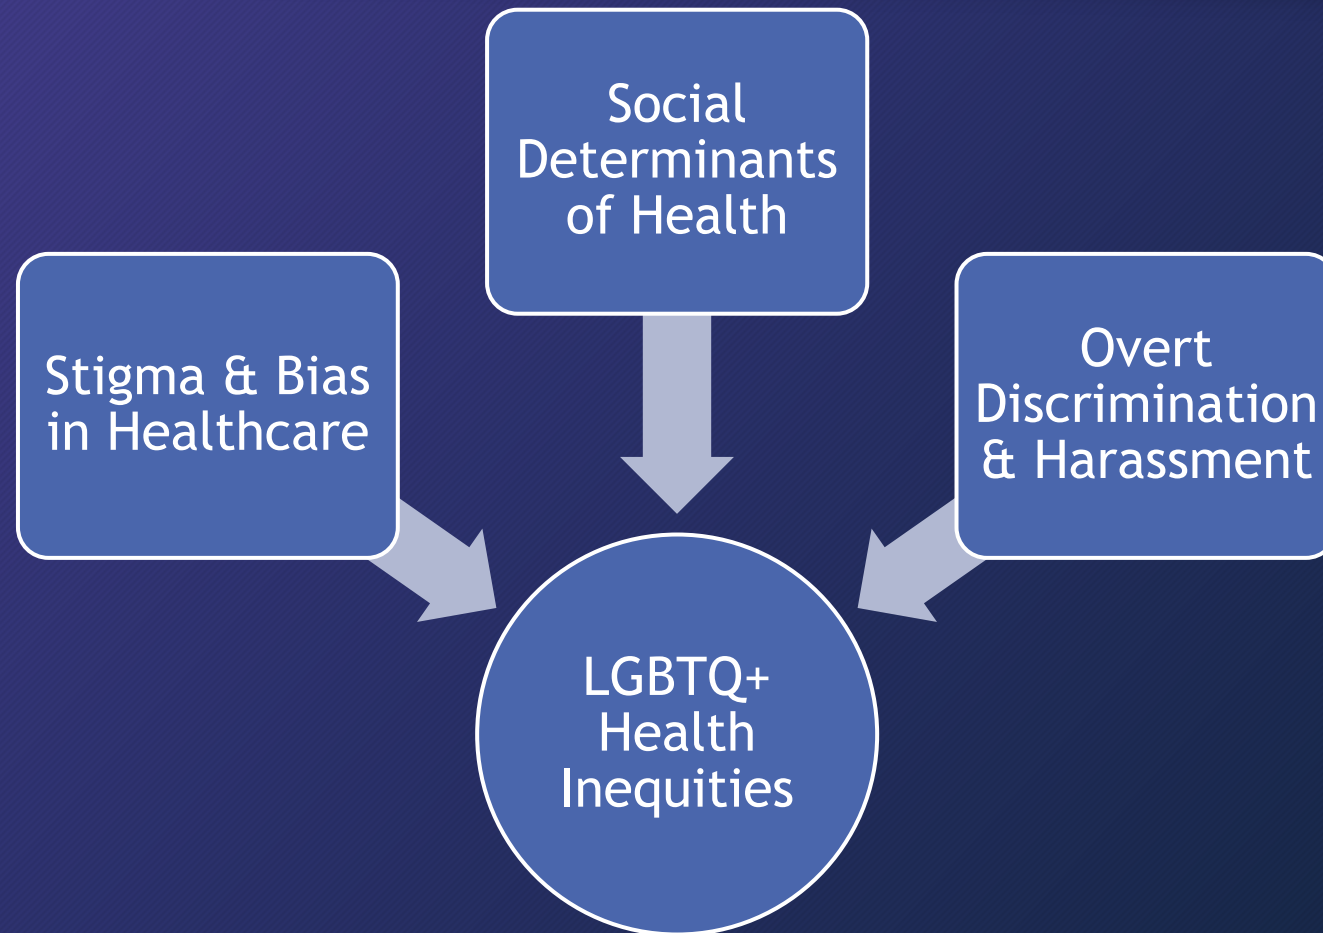 Social
Determinants
of Health
Stigma & Bias
in Healthcare
Overt
Discrimination
& Harassment
LGBTQ+
Health
Inequities